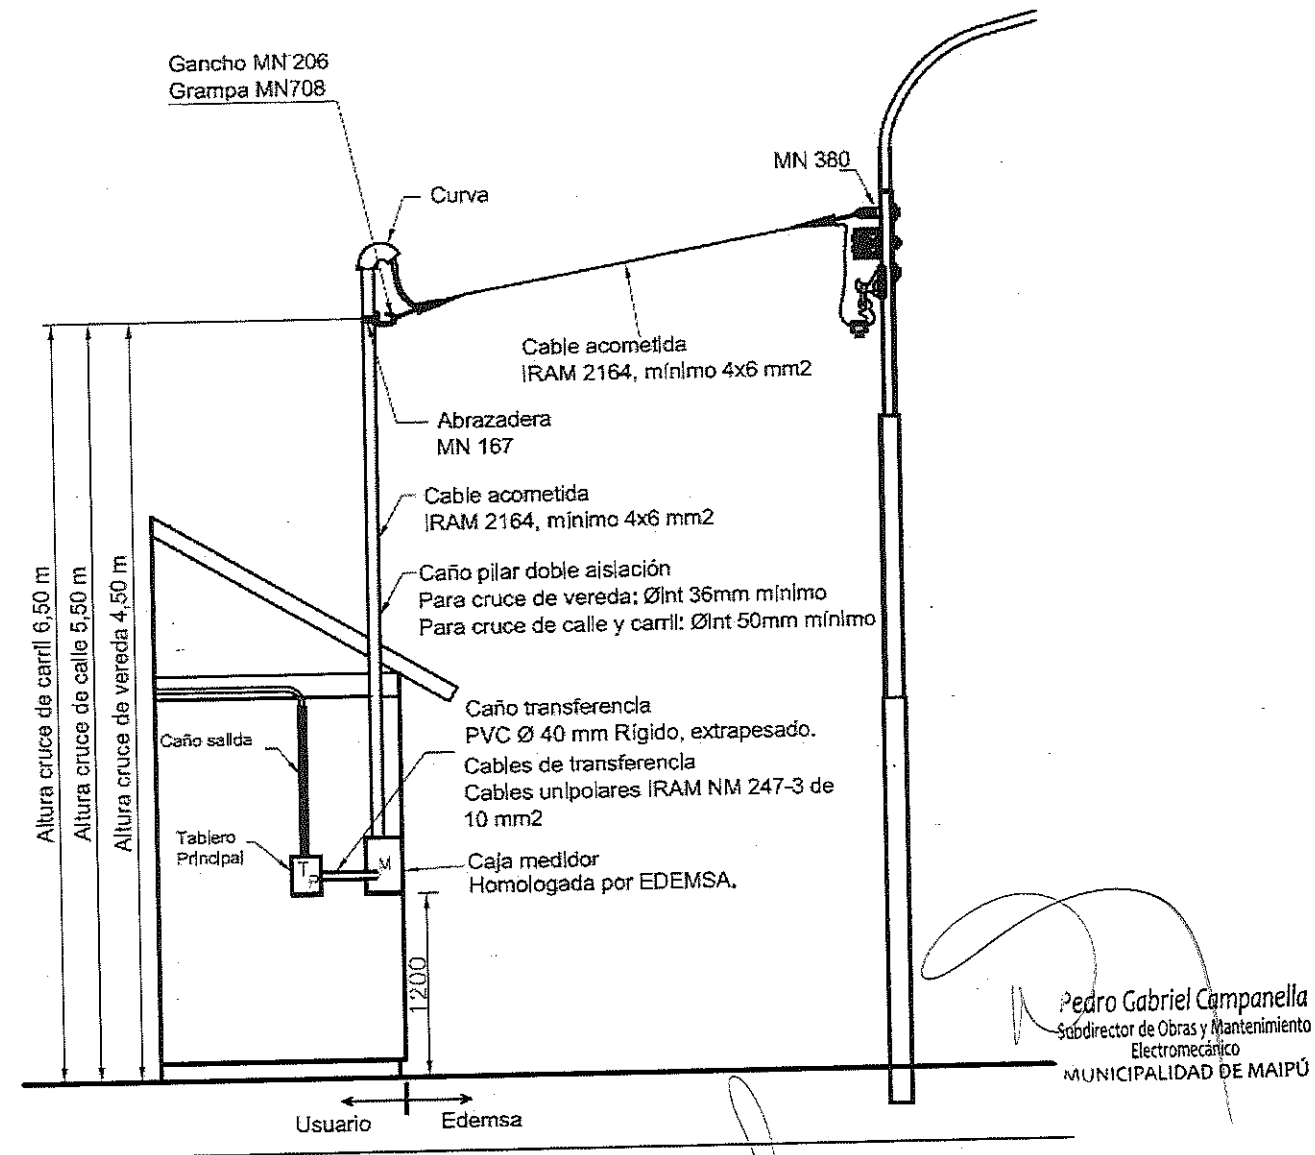 Gancho MN 206
Grampa MN708
Curva
MN 380
Cable acometida
IRAM 2164, mínimo 4x6 mm2
Abrazadera
MN 167
Cable acometida
IRAM 2164, mínimo 4x6 mm2
Caño pilar doble aislación
Para cruce de vereda: Øint 36mm mínimo
Para cruce de calle y carril: Øint 50mm mínimo
Altura cruce de carril 6,50 m
Altura cruce de calle 5,50 m
Altura cruce de vereda 4,50 m
Caño salida
Caño transferencia
PVC Ø 40 mm Rígido, extrapesado.
Cables de transferencia
Cables unipolares IRAM NM 247-3 de
10 mm2
Tablero
Principal
TP
M
Caja medidor
Homologada por EDEMSA.
1200
Usuario
Edemsa
Pedro Gabriel Campanella
Subdirector de Obras y Mantenimiento
Electromecánico
MUNICIPALIDAD DE MAIPÚ